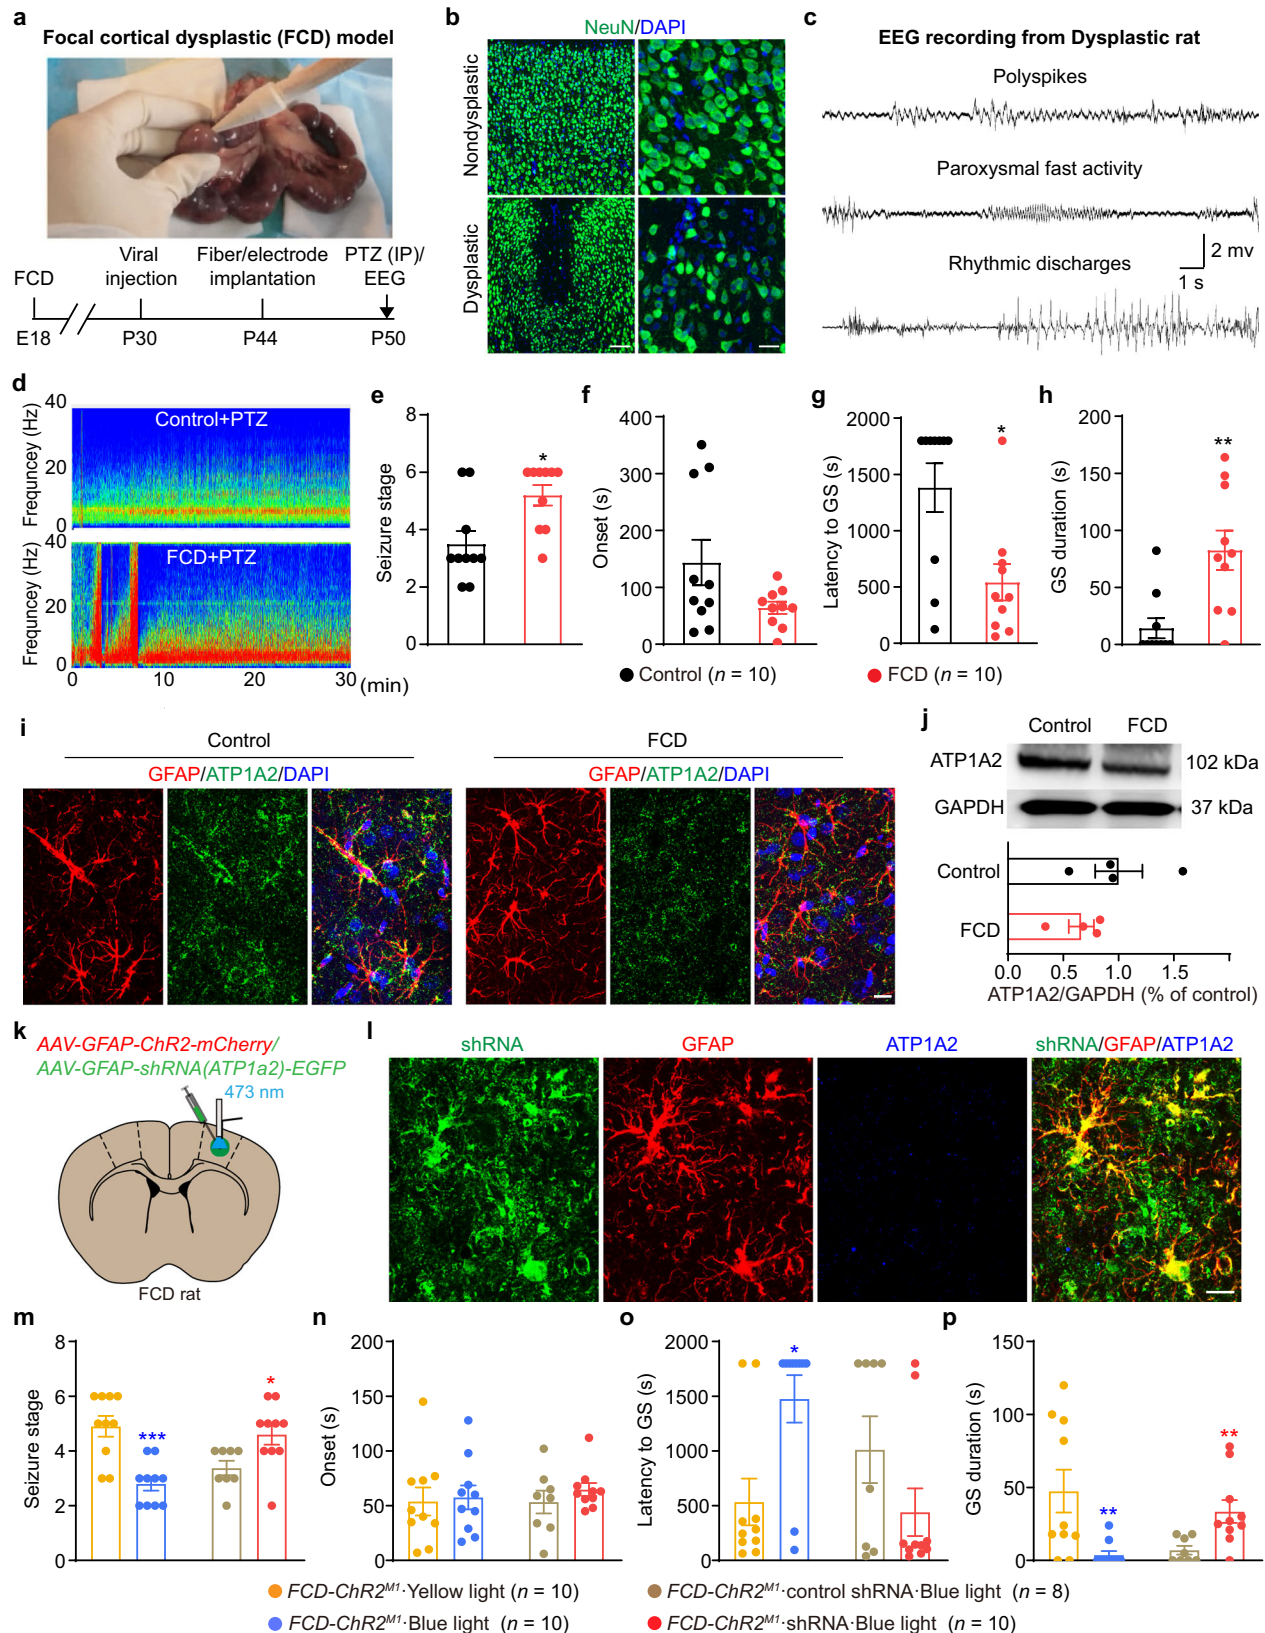 a
Focal cortical dysplastic (FCD) model
FCD
Viral
injection
Fiber/electrode
implantation
PTZ (IP)/
EEG
E18
P30
P44
P50
b
NeuN/DAPI
Nondysplastic
Dysplastic
c
EEG recording from Dysplastic rat
Polyspikes
Paroxysmal fast activity
2 mv
1 s
Rhythmic discharges
d
Frequncey (Hz)
40
20
0
Control+PTZ
Frequncey (Hz)
40
20
0
FCD+PTZ
0
10
20
30
(min)
e
Seizure stage
8
6
4
2
0
*
f
Onset (s)
400
300
200
100
0
g
Latency to GS (s)
2000
1500
1000
500
0
*
h
GS duration (s)
200
150
100
50
0
**
Control (n = 10)
FCD (n = 10)
i
Control
FCD
GFAP/ATP1A2/DAPI
GFAP/ATP1A2/DAPI
j
Control
FCD
ATP1A2
102 kDa
GAPDH
37 kDa
Control
FCD
0.0
0.5
1.0
1.5
ATP1A2/GAPDH (% of control)
k
AAV-GFAP-ChR2-mCherry/
AAV-GFAP-shRNA(ATP1a2)-EGFP
473 nm
FCD rat
l
shRNA
GFAP
ATP1A2
shRNA/GFAP/ATP1A2
m
Seizure stage
8
6
4
2
0
***
*
n
Onset (s)
200
150
100
50
0
o
Latency to GS (s)
2000
1500
1000
500
0
*
p
GS duration (s)
150
100
50
0
**
**
FCD-ChR2M1·Yellow light (n = 10)
FCD-ChR2M1·control shRNA·Blue light (n = 8)
FCD-ChR2M1·Blue light (n = 10)
FCD-ChR2M1·shRNA·Blue light (n = 10)